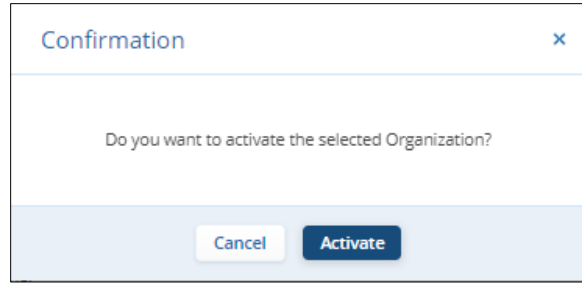 Confirmation ×
Do you want to activate the selected Organization?
Cancel Activate